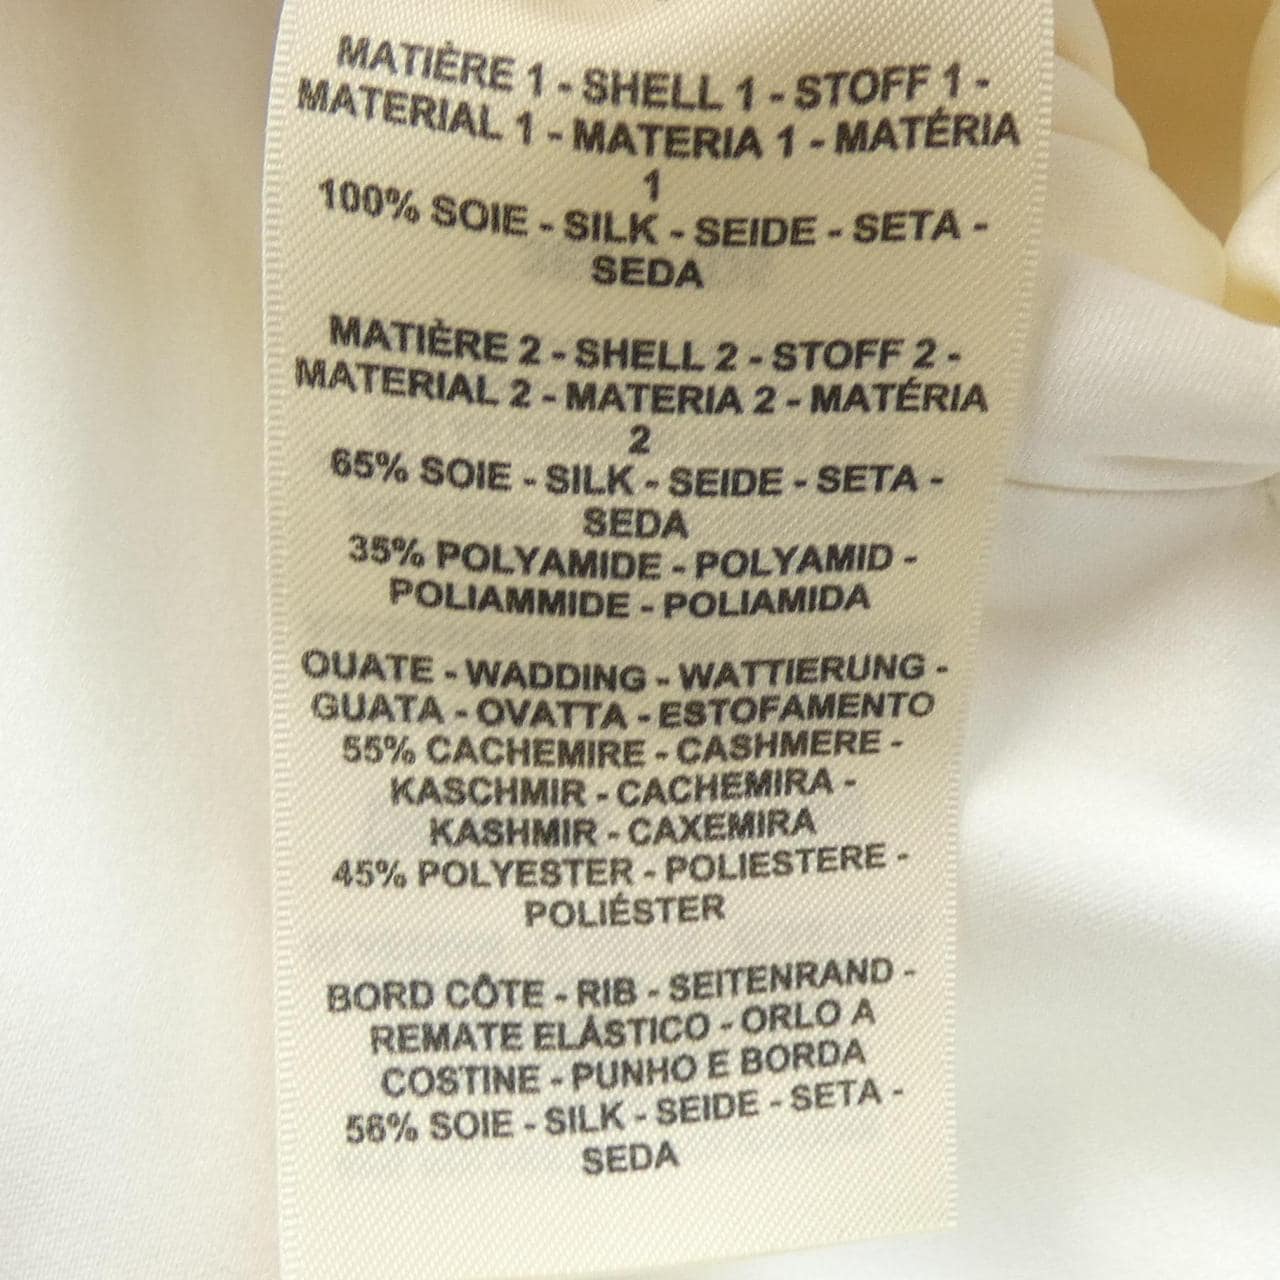 MATIÈRE 1 - SHELL 1 - STOFF 1 -
MATERIAL 1 - MATERIA 1 - MATÉRIA
1
100% SOIE - SILK - SEIDE - SETA -
SEDA
MATIÈRE 2 - SHELL 2 - STOFF 2 -
MATERIAL 2 - MATERIA 2 - MATÉRIA
2
65% SOIE - SILK - SEIDE - SETA -
SEDA
35% POLYAMIDE - POLYAMID -
POLIAMMIDE - POLIAMIDA
OUATE - WADDING - WATTIERUNG -
GUATA - OVATTA - ESTOFAMENTO
55% CACHEMIRE - CASHMERE -
KASCHMIR - CACHEMIRA -
KASHMIR - CAXEMIRA
45% POLYESTER - POLIESTERE -
POLIÉSTER
BORD CÔTE - RIB - SEITENRAND -
REMATE ELÁSTICO - ORLO A
COSTINE - PUNHO E BORDA
56% SOIE - SILK - SEIDE - SETA -
SEDA